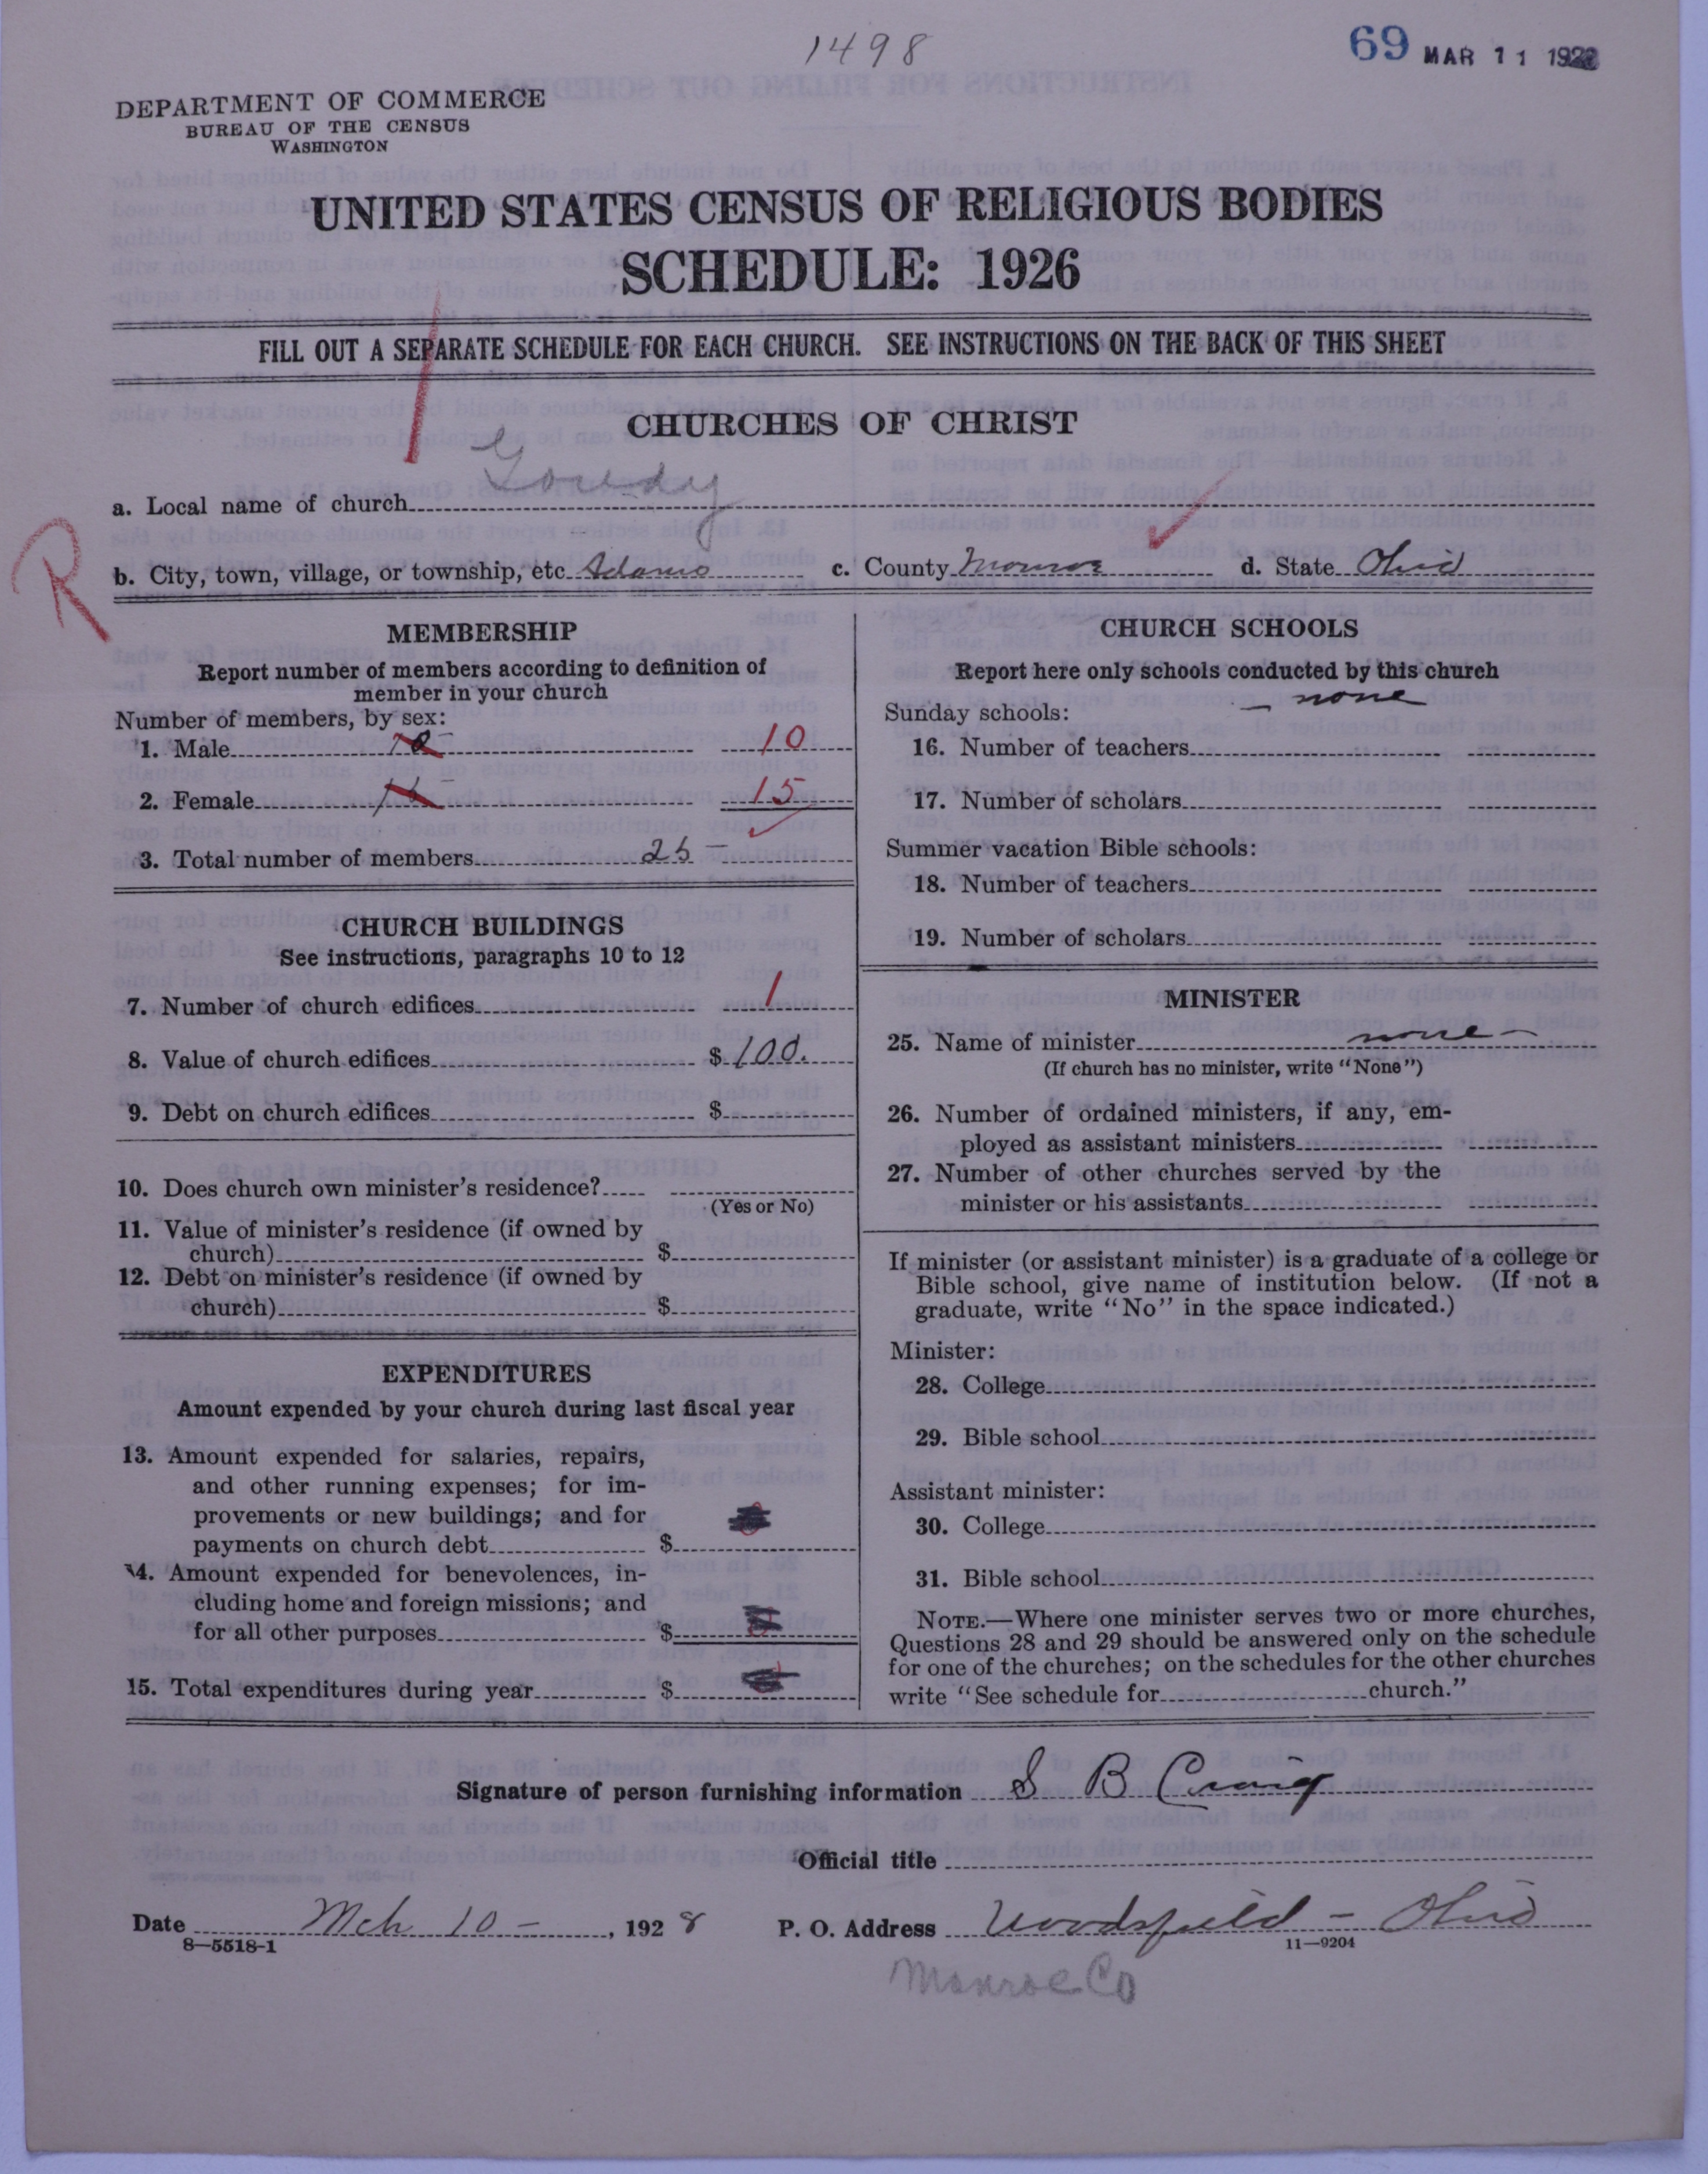 1498
69 MAR 11 192
DEPARTMENT OF COMMERCE
BUREAU OF THE CENSUS
WASHINGTON
UNITED STATES CENSUS OF RELIGIOUS BODIES
SCHEDULE: 1926
FILL OUT A SEPARATE SCHEDULE FOR EACH CHURCH. SEE INSTRUCTIONS ON THE BACK OF THIS SHEET
CHURCHES OF CHRIST
a. Local name of church Goudy
R
b. City, town, village, or township, etc. Adams c. County Monroe d. State Ohio
MEMBERSHIP
Report number of members according to definition of
member in your church
Number of members, by sex:
1. Male 10 10
2. Female 15 15
3. Total number of members 25 —
CHURCH BUILDINGS
See instructions, paragraphs 10 to 12
7. Number of church edifices 1
8. Value of church edifices $ 100.
9. Debt on church edifices $
10. Does church own minister's residence?
(Yes or No)
11. Value of minister's residence (if owned by
church) $
12. Debt on minister's residence (if owned by
church) $
EXPENDITURES
Amount expended by your church during last fiscal year
13. Amount expended for salaries, repairs,
and other running expenses; for im-
provements or new buildings; and for
payments on church debt $
14. Amount expended for benevolences, in-
cluding home and foreign missions; and
for all other purposes $
15. Total expenditures during year $
CHURCH SCHOOLS
Report here only schools conducted by this church
Sunday schools: — none
16. Number of teachers
17. Number of scholars
Summer vacation Bible schools:
18. Number of teachers
19. Number of scholars
MINISTER
25. Name of minister none —
(If church has no minister, write "None")
26. Number of ordained ministers, if any, em-
ployed as assistant ministers
27. Number of other churches served by the
minister or his assistants
If minister (or assistant minister) is a graduate of a college or
Bible school, give name of institution below. (If not a
graduate, write "No" in the space indicated.)
Minister:
28. College
29. Bible school
Assistant minister:
30. College
31. Bible school
NOTE.—Where one minister serves two or more churches,
Questions 28 and 29 should be answered only on the schedule
for one of the churches; on the schedules for the other churches
write "See schedule for church."
Signature of person furnishing information S B Craig
Official title
Date Mch 10 —, 1928 P. O. Address Woodsfield — Ohio
8—5518-1 11—9204
Monroe Co